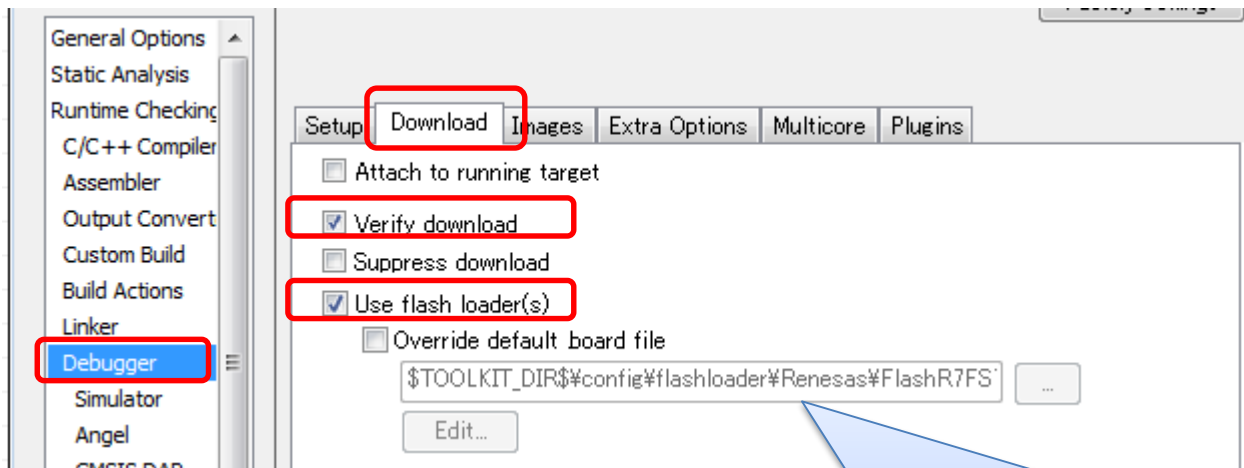 General Options
Static Analysis
Runtime Checking
C/C++ Compiler
Assembler
Output Convert
Custom Build
Build Actions
Linker
Debugger
Simulator
Angel
Setup Download Images Extra Options Multicore Plugins
Attach to running target
Verify download
Suppress download
Use flash loader(s)
Override default board file
$TOOLKIT_DIR$¥config¥flashloader¥Renesas¥FlashR7FS
...
Edit...